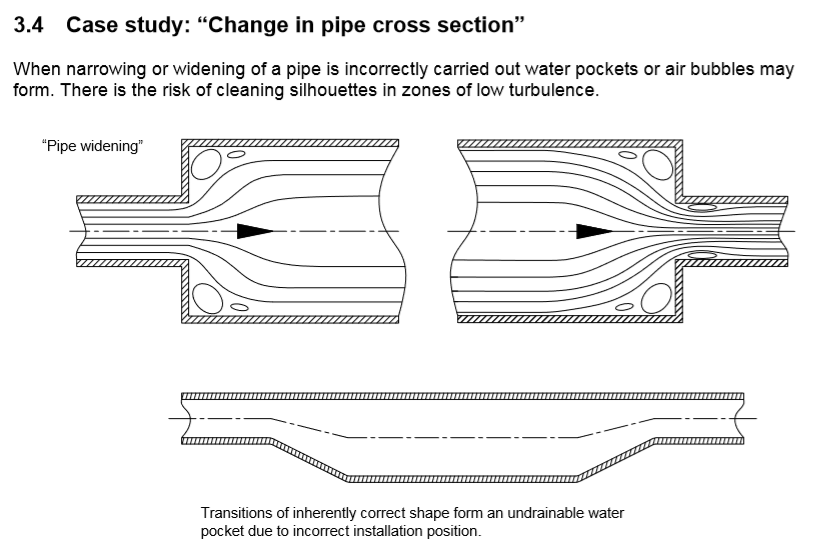 3.4 Case study: “Change in pipe cross section”
When narrowing or widening of a pipe is incorrectly carried out water pockets or air bubbles may
form. There is the risk of cleaning silhouettes in zones of low turbulence.
“Pipe widening”
Transitions of inherently correct shape form an undrainable water
pocket due to incorrect installation position.